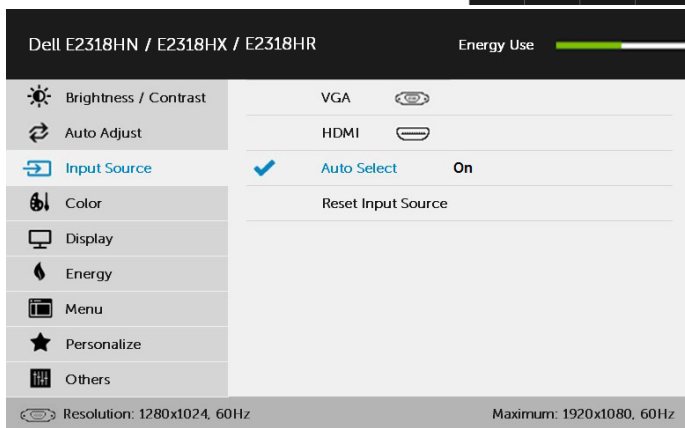 Dell E2318HN / E2318HX / E2318HR Energy Use
Brightness / Contrast VGA
Auto Adjust HDMI
Input Source Auto Select On
Color Reset Input Source
Display
Energy
Menu
Personalize
Others
Resolution: 1280x1024, 60Hz Maximum: 1920x1080, 60Hz